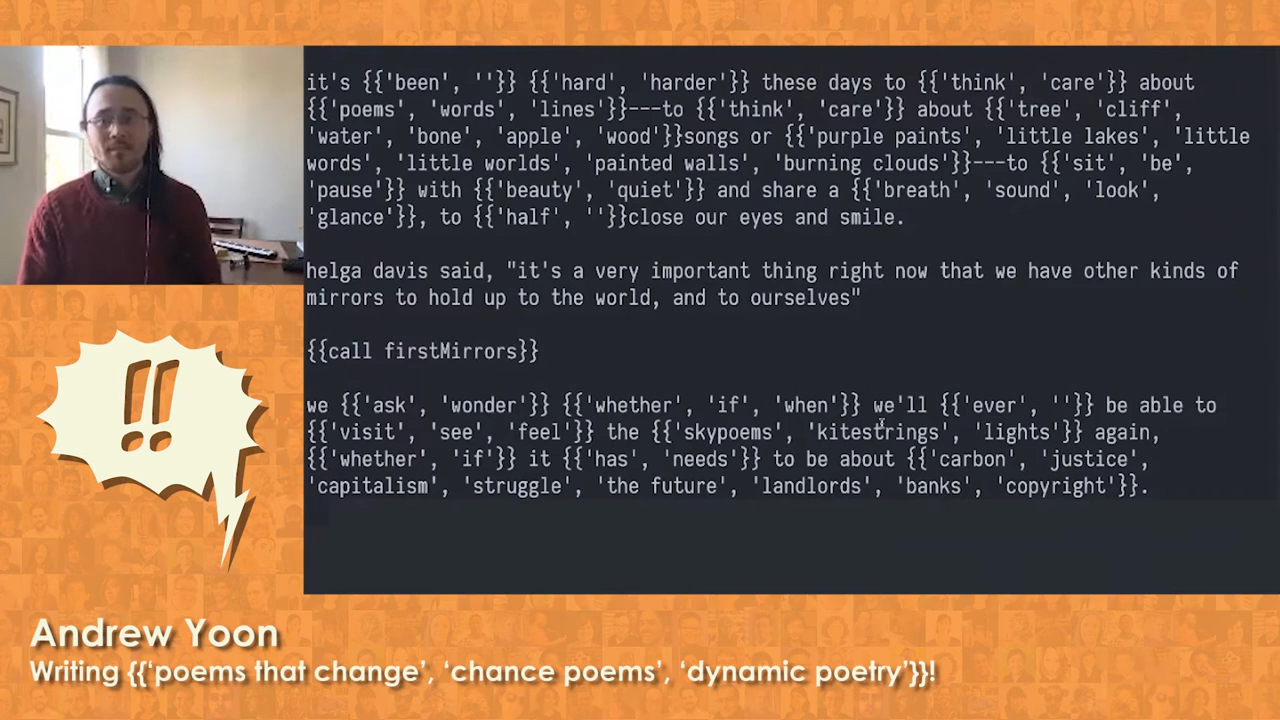 it's {{'been', ''}} {{'hard', 'harder'}} these days to {{'think', 'care'}} about
{{'poems', 'words', 'lines'}}---to {{'think', 'care'}} about {{'tree', 'cliff',
'water', 'bone', 'apple', 'wood'}}songs or {{'purple paints', 'little lakes', 'little
words', 'little worlds', 'painted walls', 'burning clouds'}}---to {{'sit', 'be',
'pause'}} with {{'beauty', 'quiet'}} and share a {{'breath', 'sound', 'look',
'glance'}}, to {{'half', ''}}close our eyes and smile.
helga davis said, "it's a very important thing right now that we have other kinds of
mirrors to hold up to the world, and to ourselves"
{{call firstMirrors}}
we {{'ask', 'wonder'}} {{'whether', 'if', 'when'}} we'll {{'ever', ''}} be able to
{{'visit', 'see', 'feel'}} the {{'skypoems', 'kitestrings', 'lights'}} again,
{{'whether', 'if'}} it {{'has', 'needs'}} to be about {{'carbon', 'justice',
'capitalism', 'struggle', 'the future', 'landlords', 'banks', 'copyright'}}.
!!
Andrew Yoon
Writing {{‘poems that change’, ‘chance poems’, ‘dynamic poetry’}}!